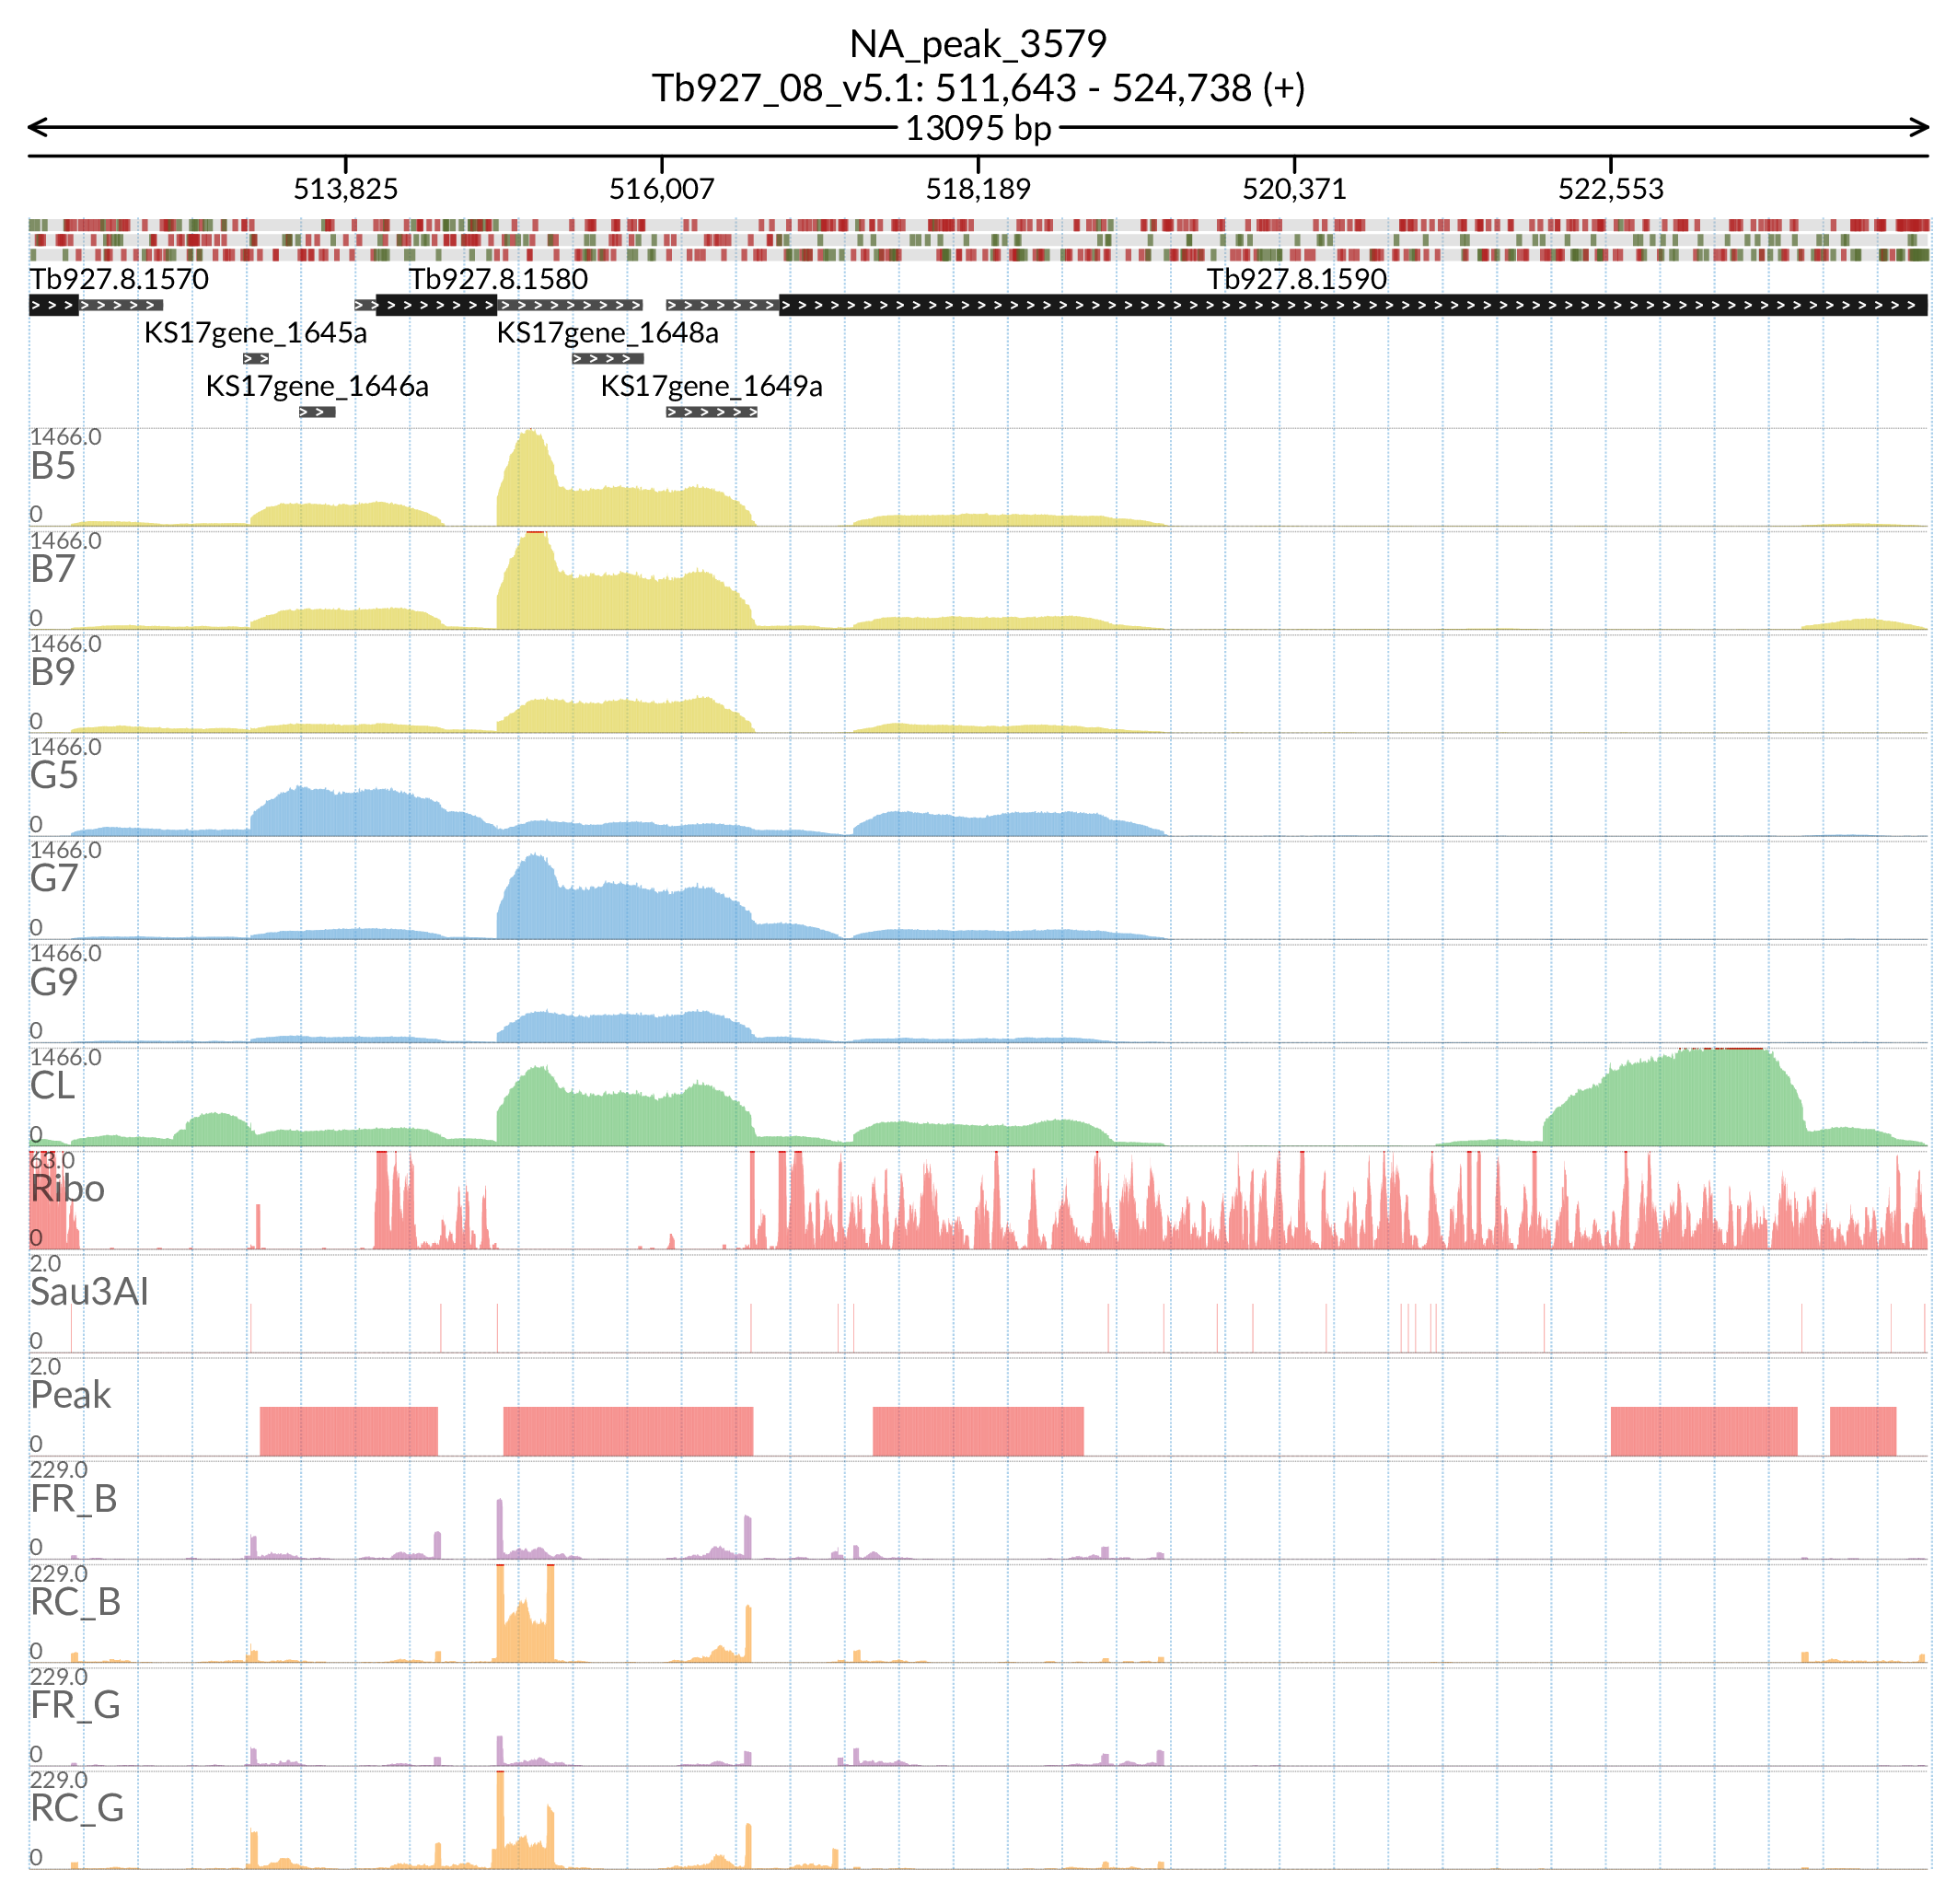 NA_peak_3579
Tb927_08_v5.1: 511,643 - 524,738 (+)
13095 bp
513,825 516,007 518,189 520,371 522,553
Tb927.8.1570 Tb927.8.1580 Tb927.8.1590
KS17gene_1645a KS17gene_1648a
KS17gene_1646a KS17gene_1649a
1466.0
B5
0
1466.0
B7
0
1466.0
B9
0
1466.0
G5
0
1466.0
G7
0
1466.0
G9
0
1466.0
CL
0
63.0
Ribo
0
2.0
Sau3AI
0
2.0
Peak
0
229.0
FR_B
0
229.0
RC_B
0
229.0
FR_G
0
229.0
RC_G
0